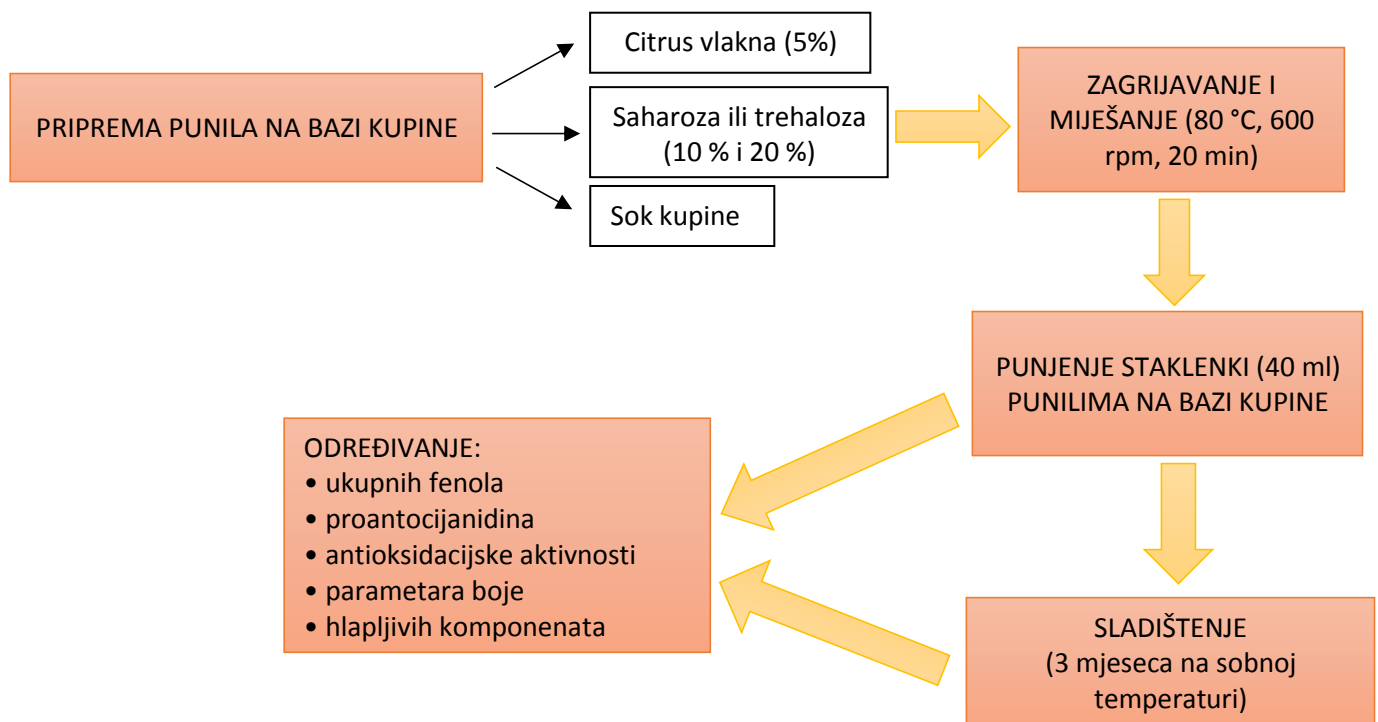 PRIPREMA PUNILA NA BAZI KUPINE
Citrus vlakna (5%)
Saharoza ili trehaloza
(10 % i 20 %)
Sok kupine
ZAGRIJAVANJE I
MIJEŠANJE (80 °C, 600
rpm, 20 min)
PUNJENJE STAKLENKI (40 ml)
PUNILIMA NA BAZI KUPINE
ODREĐIVANJE:
• ukupnih fenola
• proantocijanidina
• antioksidacijske aktivnosti
• parametara boje
• hlapljivih komponenata
SLADIŠTENJE
(3 mjeseca na sobnoj
temperaturi)